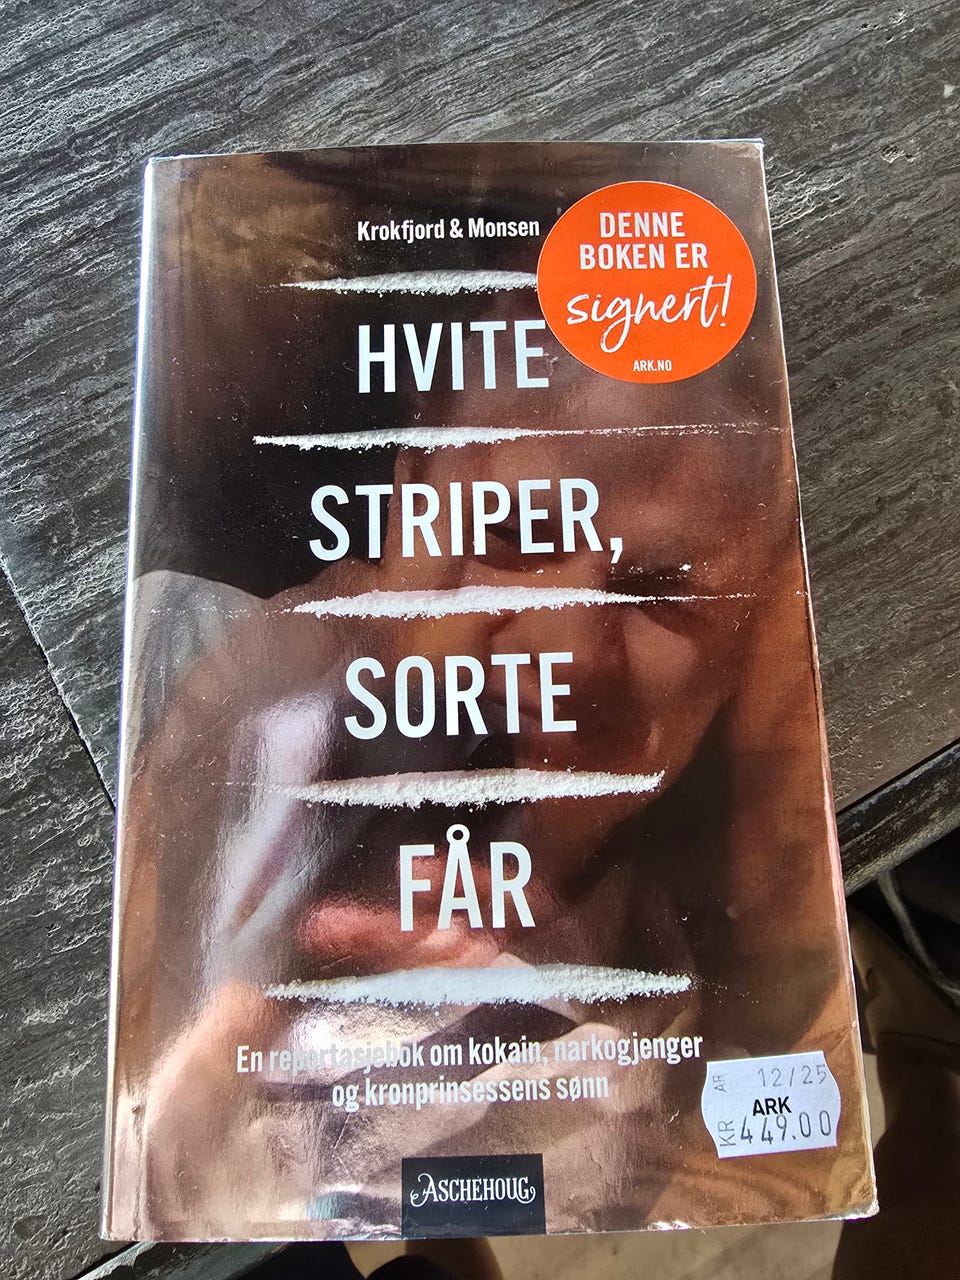 Krokfjord & Monsen
DENNE
BOKEN ER
signert!
ARK.NO
HVITE
STRIPER,
SORTE
FÅR
En reportasjebok om kokain, narkogjenger
og kronprinsessens sønn
AR 12/25
ARK
KR 449.00
ASCHEHOUG